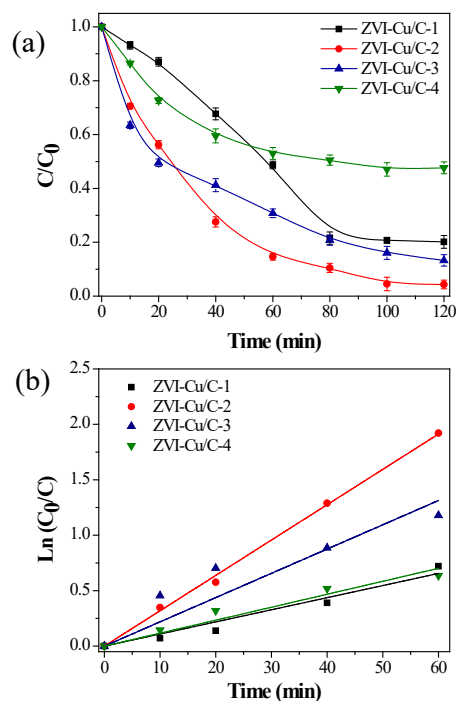 (a)
ZVI-Cu/C-1
ZVI-Cu/C-2
ZVI-Cu/C-3
ZVI-Cu/C-4
C/C0
1.0
0.8
0.6
0.4
0.2
0.0
0 20 40 60 80 100 120
Time (min)
(b)
ZVI-Cu/C-1
ZVI-Cu/C-2
ZVI-Cu/C-3
ZVI-Cu/C-4
Ln (C0/C)
2.5
2.0
1.5
1.0
0.5
0.0
0 10 20 30 40 50 60
Time (min)